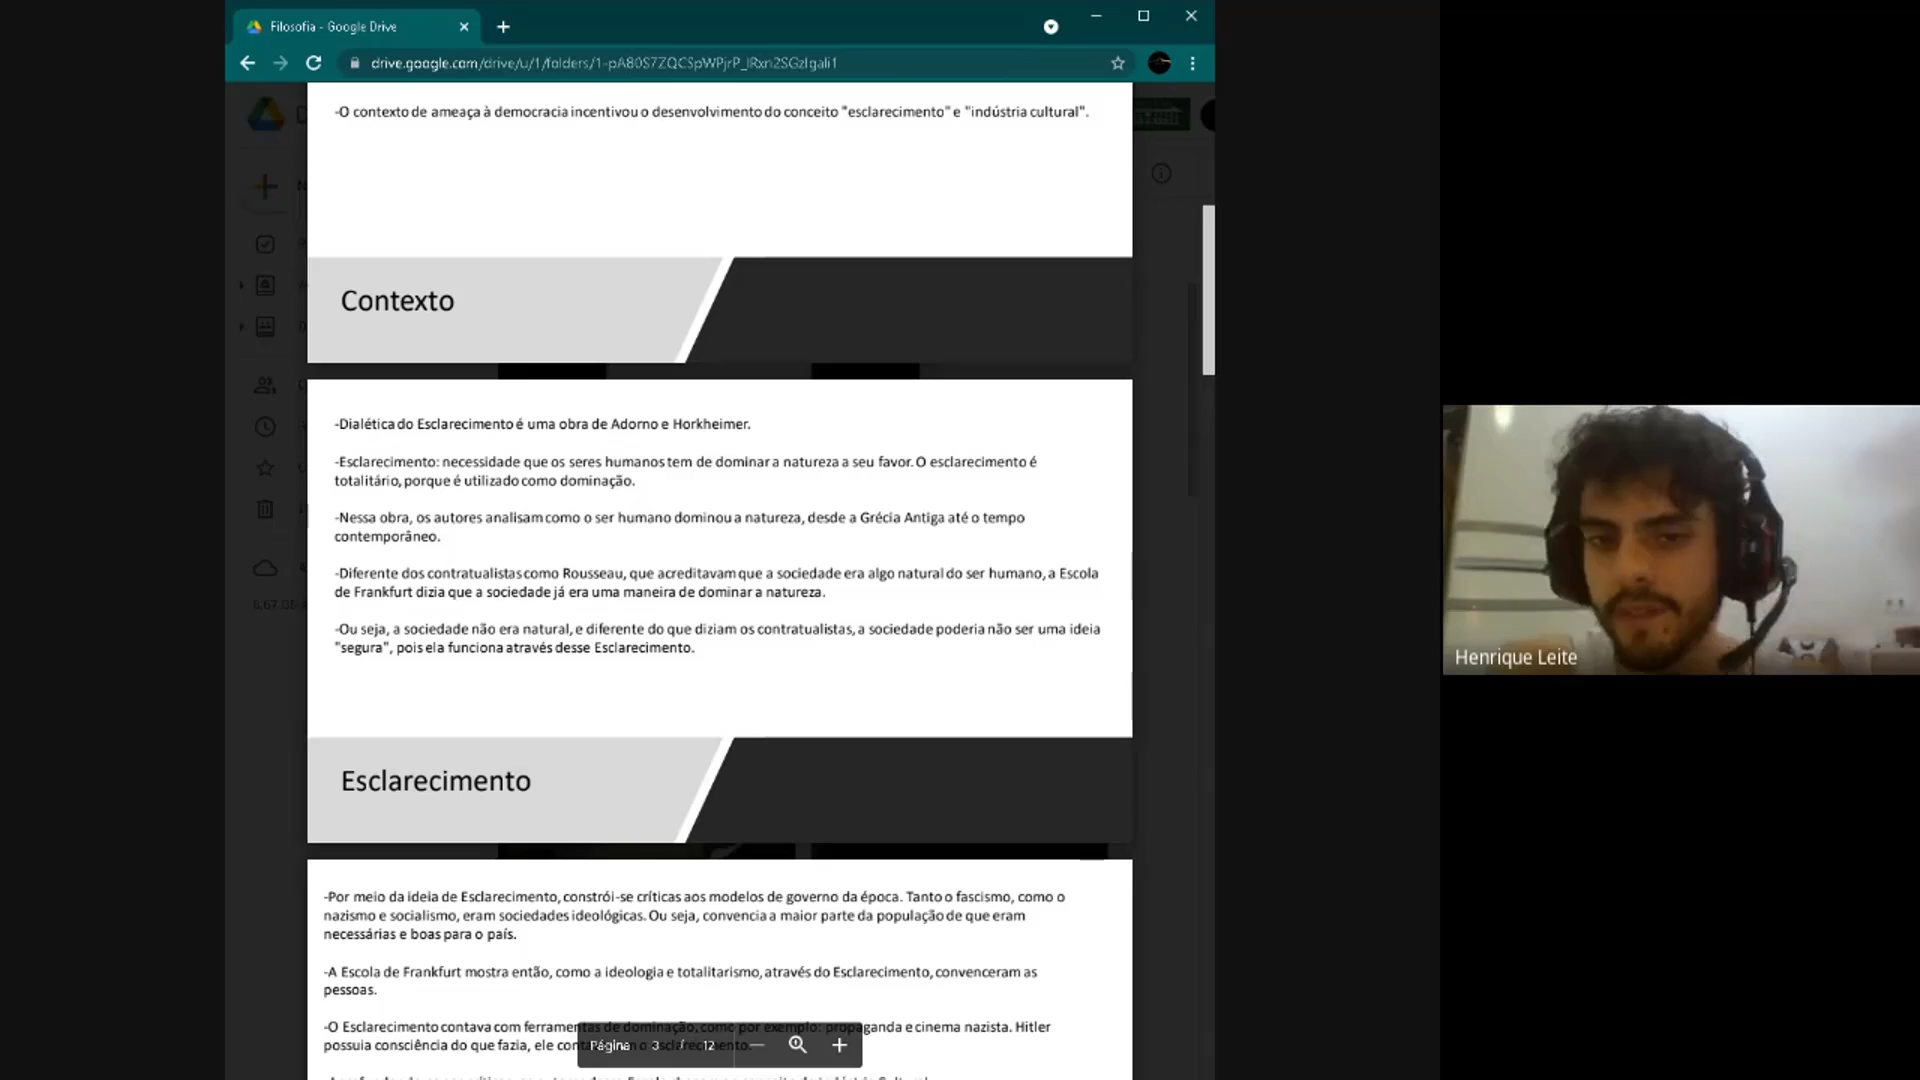 Filosofia - Google Drive
drive.google.com/drive/u/1/folders/1-pA80S7ZQCSpWPjrP_lRxn2SGzlgali1
-O contexto de ameaça à democracia incentivou o desenvolvimento do conceito "esclarecimento" e "indústria cultural".
Contexto
-Dialética do Esclarecimento é uma obra de Adorno e Horkheimer.
-Esclarecimento: necessidade que os seres humanos tem de dominar a natureza a seu favor. O esclarecimento é
totalitário, porque é utilizado como dominação.
-Nessa obra, os autores analisam como o ser humano dominou a natureza, desde a Grécia Antiga até o tempo
contemporâneo.
-Diferente dos contratualistas como Rousseau, que acreditavam que a sociedade era algo natural do ser humano, a Escola
de Frankfurt dizia que a sociedade já era uma maneira de dominar a natureza.
-Ou seja, a sociedade não era natural, e diferente do que diziam os contratualistas, a sociedade poderia não ser uma ideia
"segura", pois ela funciona através desse Esclarecimento.
Henrique Leite
Esclarecimento
-Por meio da ideia de Esclarecimento, constrói-se críticas aos modelos de governo da época. Tanto o fascismo, como o
nazismo e socialismo, eram sociedades ideológicas. Ou seja, convencia a maior parte da população de que eram
necessárias e boas para o país.
-A Escola de Frankfurt mostra então, como a ideologia e totalitarismo, através do Esclarecimento, convenceram as
pessoas.
-O Esclarecimento contava com ferramentas de dominação, como por exemplo: propaganda e cinema nazista. Hitler
possuia consciência do que fazia, ele
Página 3 / 12